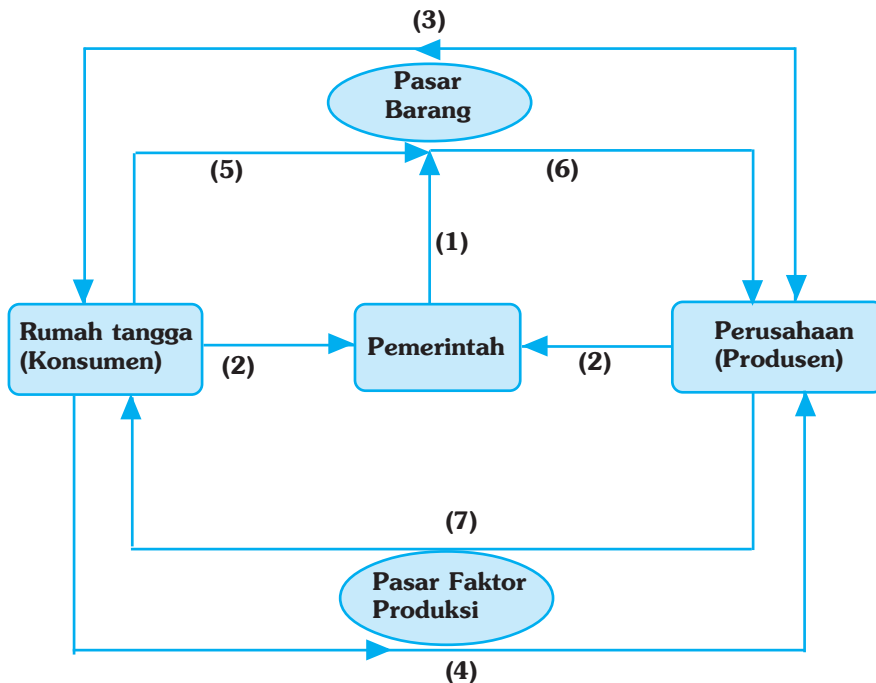 (3)
Pasar
Barang
(5)
(6)
(1)
Rumah tangga
(Konsumen)
(2)
Pemerintah
(2)
Perusahaan
(Produsen)
(7)
Pasar Faktor
Produksi
(4)